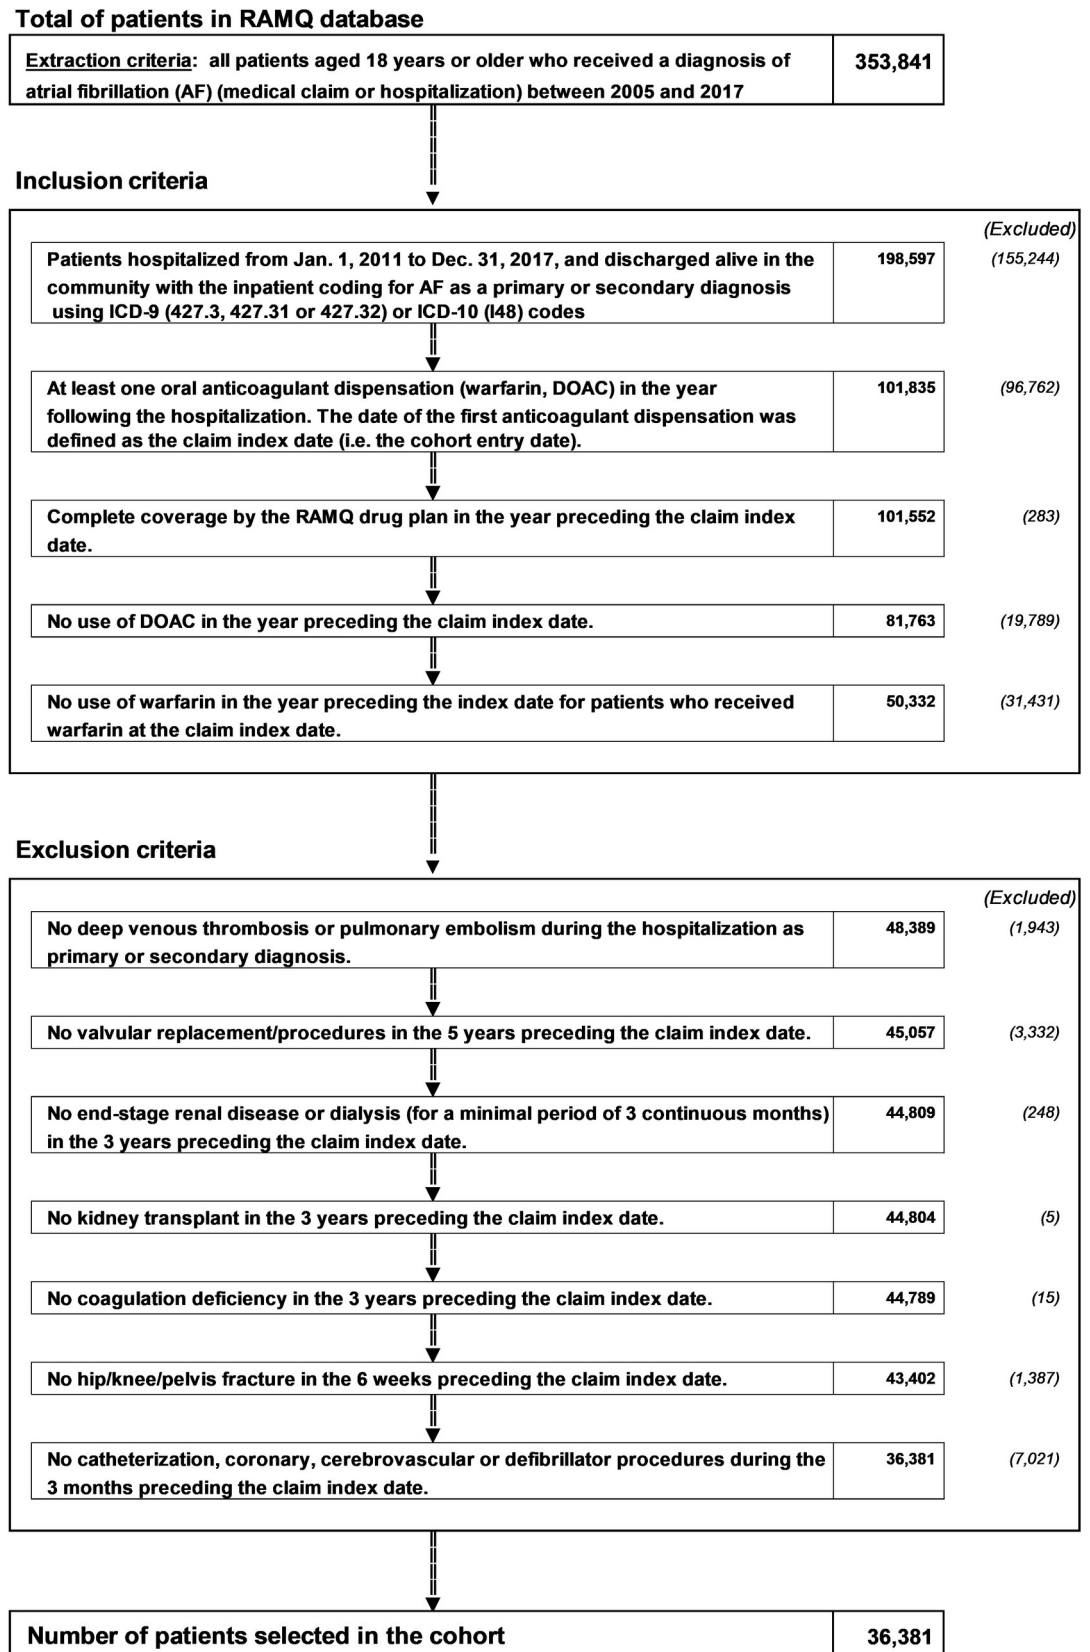 Total of patients in RAMQ database
Extraction criteria: all patients aged 18 years or older who received a diagnosis of 353,841
atrial fibrillation (AF) (medical claim or hospitalization) between 2005 and 2017
Inclusion criteria
(Excluded)
Patients hospitalized from Jan. 1, 2011 to Dec. 31, 2017, and discharged alive in the 198,597 (155,244)
community with the inpatient coding for AF as a primary or secondary diagnosis
using ICD-9 (427.3, 427.31 or 427.32) or ICD-10 (I48) codes
At least one oral anticoagulant dispensation (warfarin, DOAC) in the year 101,835 (96,762)
following the hospitalization. The date of the first anticoagulant dispensation was
defined as the claim index date (i.e. the cohort entry date).
Complete coverage by the RAMQ drug plan in the year preceding the claim index 101,552 (283)
date.
No use of DOAC in the year preceding the claim index date. 81,763 (19,789)
No use of warfarin in the year preceding the index date for patients who received 50,332 (31,431)
warfarin at the claim index date.
Exclusion criteria
(Excluded)
No deep venous thrombosis or pulmonary embolism during the hospitalization as 48,389 (1,943)
primary or secondary diagnosis.
No valvular replacement/procedures in the 5 years preceding the claim index date. 45,057 (3,332)
No end-stage renal disease or dialysis (for a minimal period of 3 continuous months) 44,809 (248)
in the 3 years preceding the claim index date.
No kidney transplant in the 3 years preceding the claim index date. 44,804 (5)
No coagulation deficiency in the 3 years preceding the claim index date. 44,789 (15)
No hip/knee/pelvis fracture in the 6 weeks preceding the claim index date. 43,402 (1,387)
No catheterization, coronary, cerebrovascular or defibrillator procedures during the 36,381 (7,021)
3 months preceding the claim index date.
Number of patients selected in the cohort 36,381